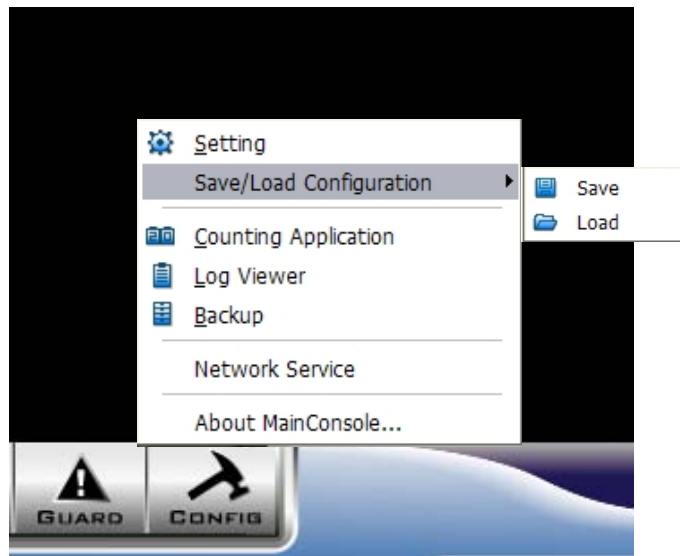 Setting
Save/Load Configuration
Save
Load
Counting Application
Log Viewer
Backup
Network Service
About MainConsole...
GUARD
CONFIG